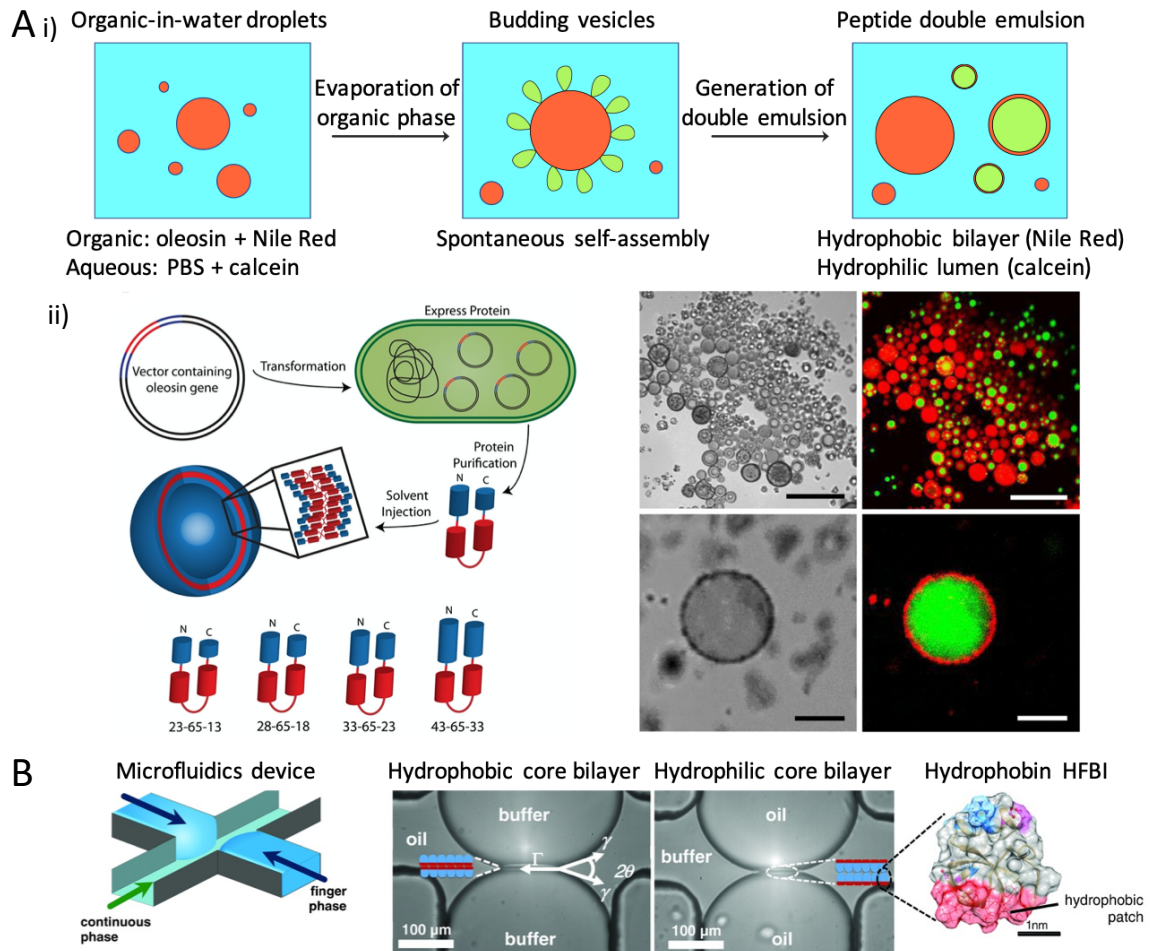 A i)
Organic-in-water droplets
Budding vesicles
Peptide double emulsion
Evaporation of
organic phase
Generation of
double emulsion
Organic: oleosin + Nile Red
Aqueous: PBS + calcein
Spontaneous self-assembly
Hydrophobic bilayer (Nile Red)
Hydrophilic lumen (calcein)
ii)
Vector containing
oleosin gene
Transformation
Express Protein
Protein
Purification
Solvent
Injection
N C
N C
N C
N C
N C
23-65-13
28-65-18
33-65-23
43-65-33
B
Microfluidics device
Hydrophobic core bilayer
Hydrophilic core bilayer
Hydrophobin HFBI
continuous
phase
finger
phase
buffer
oil
Γ
γ
2θ
γ
100 µm
buffer
oil
buffer
100 µm
oil
hydrophobic
patch
1nm